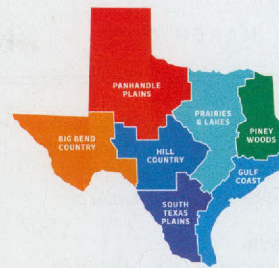 PANHANDLE
PLAINS
PRAIRIES
& LAKES
PINEY
WOODS
BIG BEND
COUNTRY
HILL
COUNTRY
GULF
COAST
SOUTH
TEXAS
PLAINS